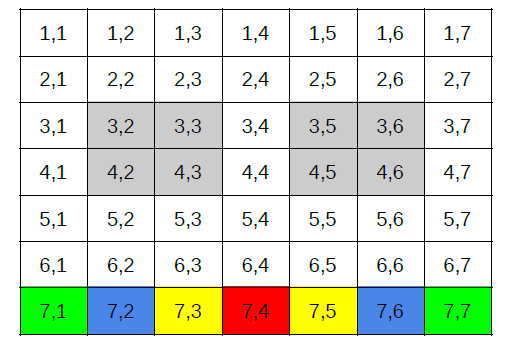 1,1 1,2 1,3 1,4 1,5 1,6 1,7
2,1 2,2 2,3 2,4 2,5 2,6 2,7
3,1 3,2 3,3 3,4 3,5 3,6 3,7
4,1 4,2 4,3 4,4 4,5 4,6 4,7
5,1 5,2 5,3 5,4 5,5 5,6 5,7
6,1 6,2 6,3 6,4 6,5 6,6 6,7
7,1 7,2 7,3 7,4 7,5 7,6 7,7